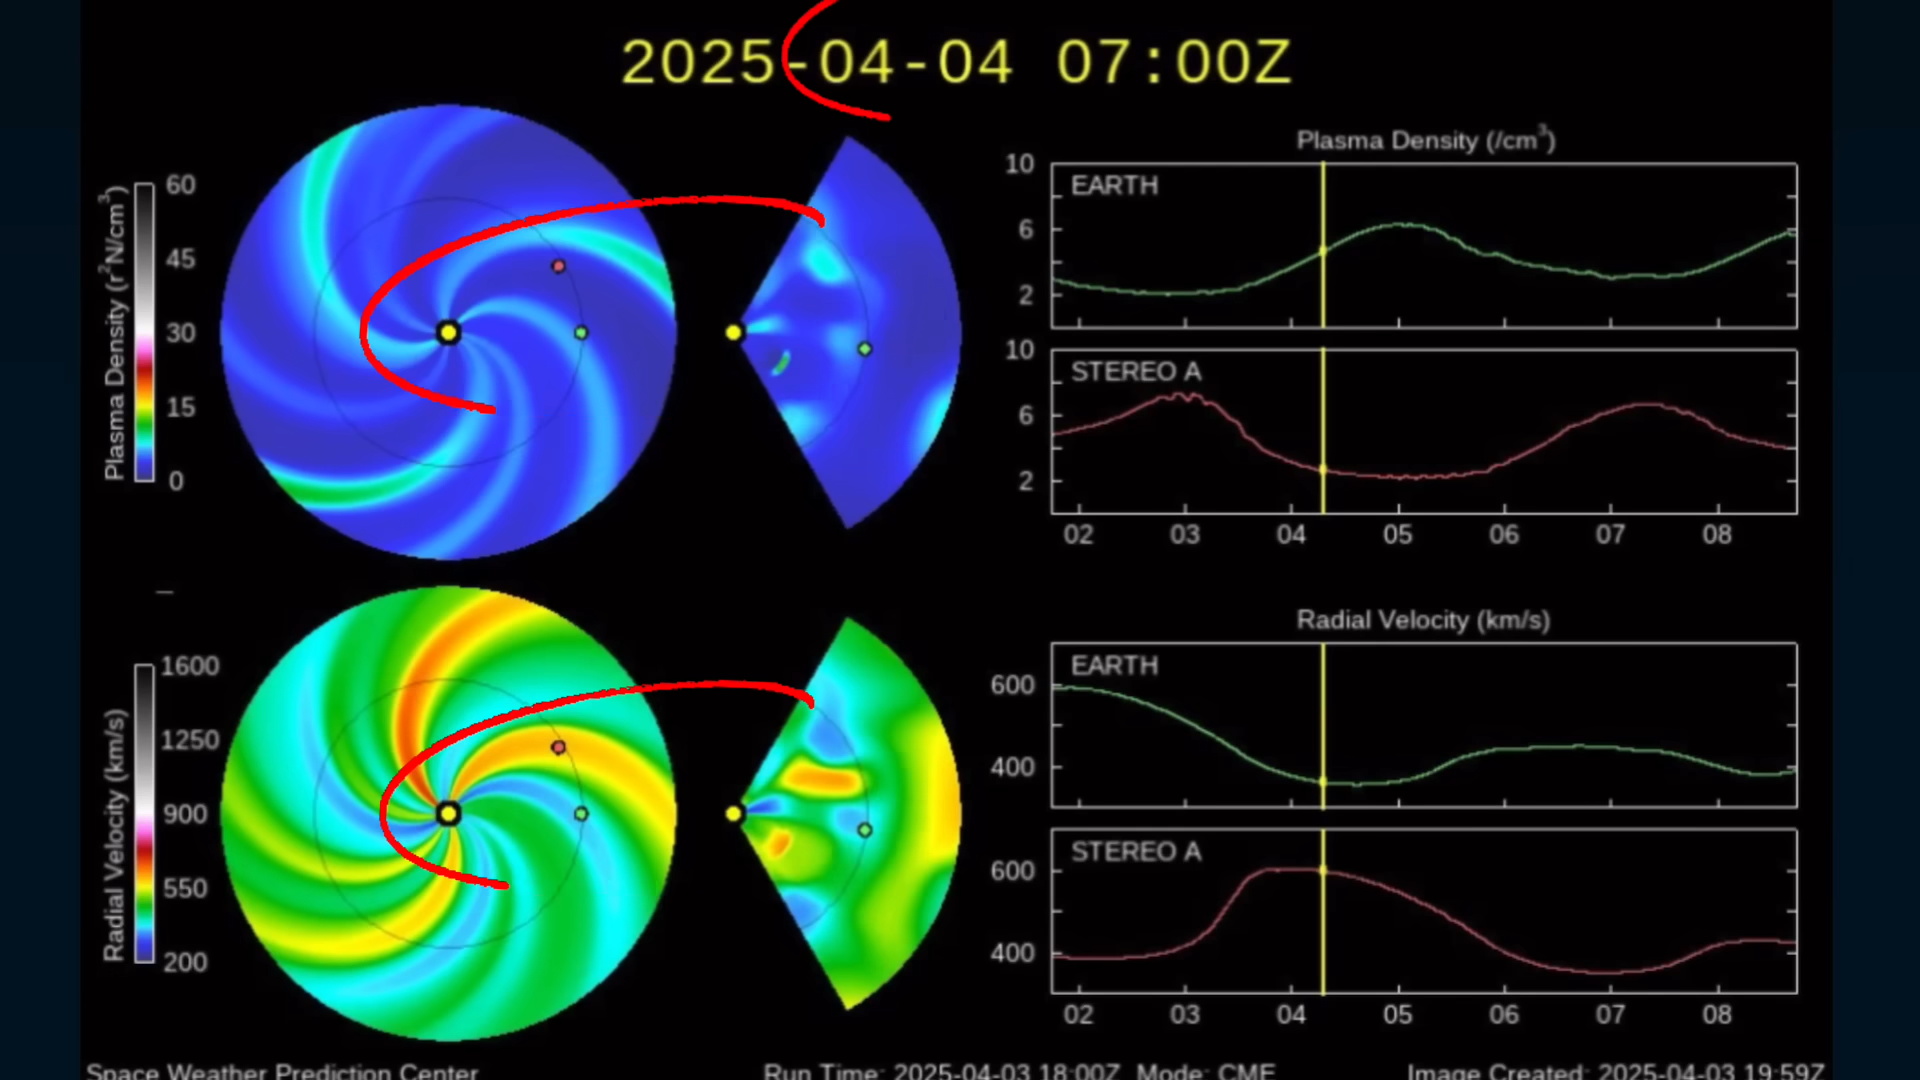 2025-04-04 07:00Z
Plasma Density (r²N/cm³)
60
45
30
15
0
Plasma Density (/cm³)
EARTH
10
6
2
STEREO A
10
6
2
02 03 04 05 06 07 08
Radial Velocity (km/s)
1600
1250
900
550
200
Radial Velocity (km/s)
EARTH
600
400
STEREO A
600
400
02 03 04 05 06 07 08
Space Weather Prediction Center
Run Time: 2025-04-03 18:00Z Mode: CME
Image Created: 2025-04-03 19:59Z